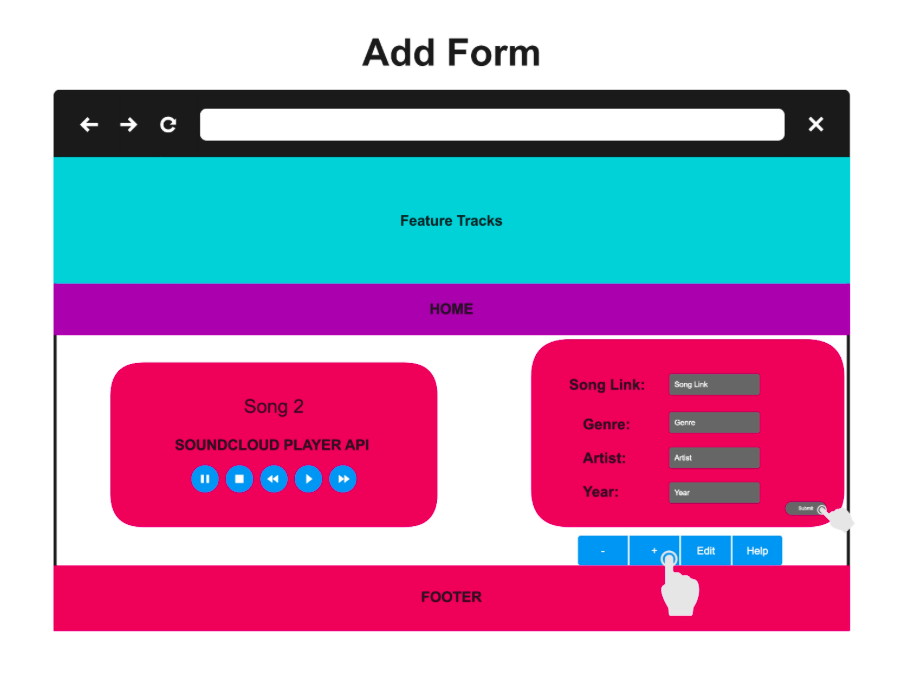 Add Form
Feature Tracks
HOME
Song 2
SOUNDCLOUD PLAYER API
Song Link: Song Link
Genre: Genre
Artist: Artist
Year: Year
Submit
- + Edit Help
FOOTER